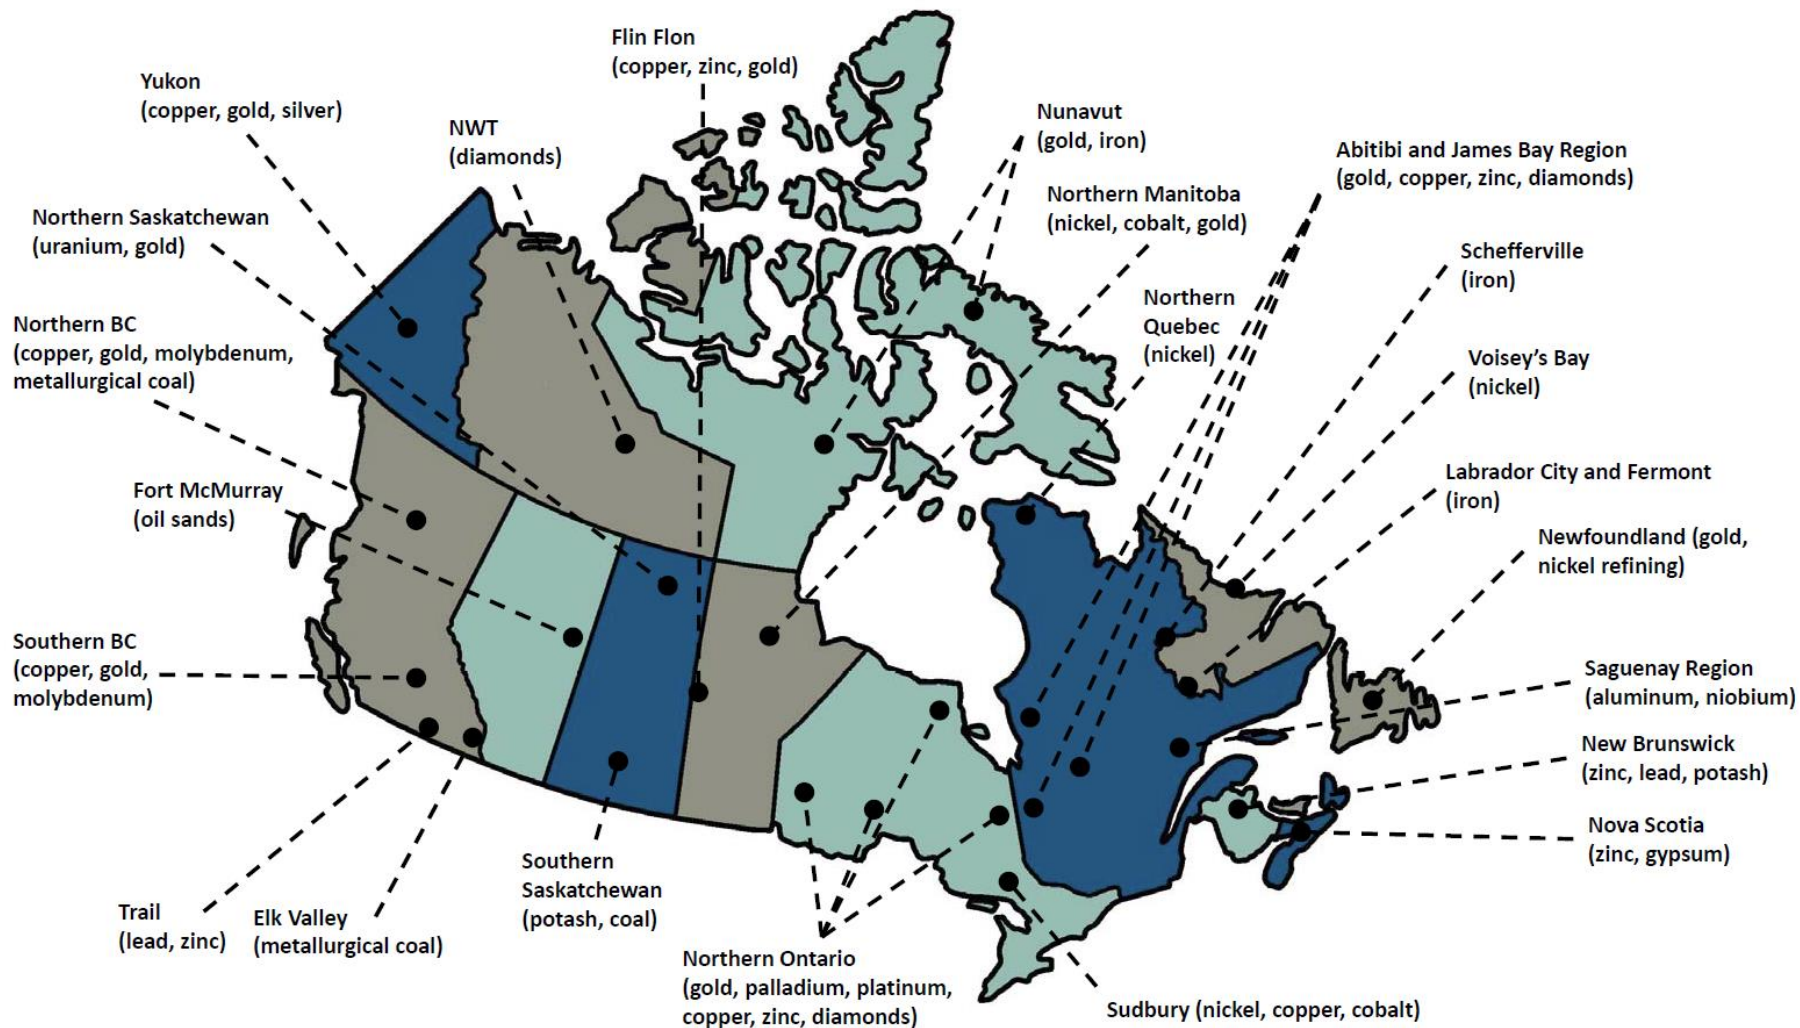 Flin Flon
(copper, zinc, gold)
Yukon
(copper, gold, silver)
NWT
(diamonds)
Nunavut
(gold, iron)
Abitibi and James Bay Region
(gold, copper, zinc, diamonds)
Northern Saskatchewan
(uranium, gold)
Northern Manitoba
(nickel, cobalt, gold)
Schefferville
(iron)
Northern BC
(copper, gold, molybdenum,
metallurgical coal)
Northern
Quebec
(nickel)
Voisey's Bay
(nickel)
Fort McMurray
(oil sands)
Labrador City and Fermont
(iron)
Newfoundland (gold,
nickel refining)
Southern BC
(copper, gold,
molybdenum)
Saguenay Region
(aluminum, niobium)
New Brunswick
(zinc, lead, potash)
Nova Scotia
(zinc, gypsum)
Trail
(lead, zinc)
Elk Valley
(metallurgical coal)
Southern
Saskatchewan
(potash, coal)
Northern Ontario
(gold, palladium, platinum,
copper, zinc, diamonds)
Sudbury (nickel, copper, cobalt)